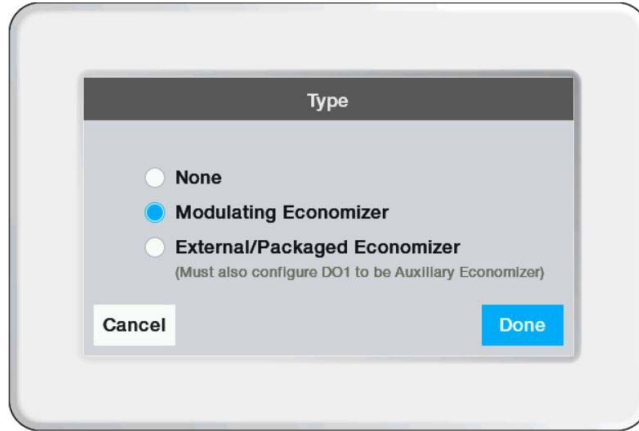 Type
None
Modulating Economizer
External/Packaged Economizer
(Must also configure DO1 to be Auxiliary Economizer)
Cancel
Done